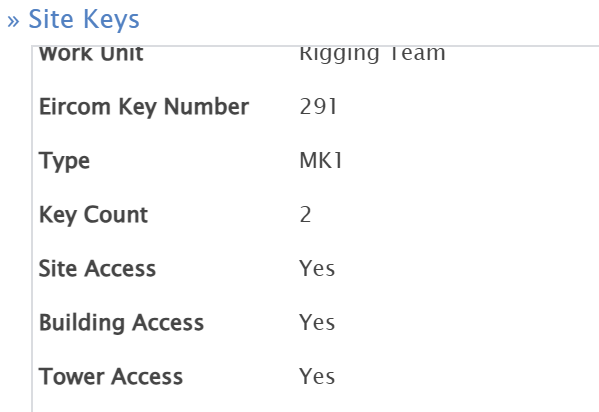 » Site Keys
Work Unit Rigging Team
Eircom Key Number 291
Type MK1
Key Count 2
Site Access Yes
Building Access Yes
Tower Access Yes